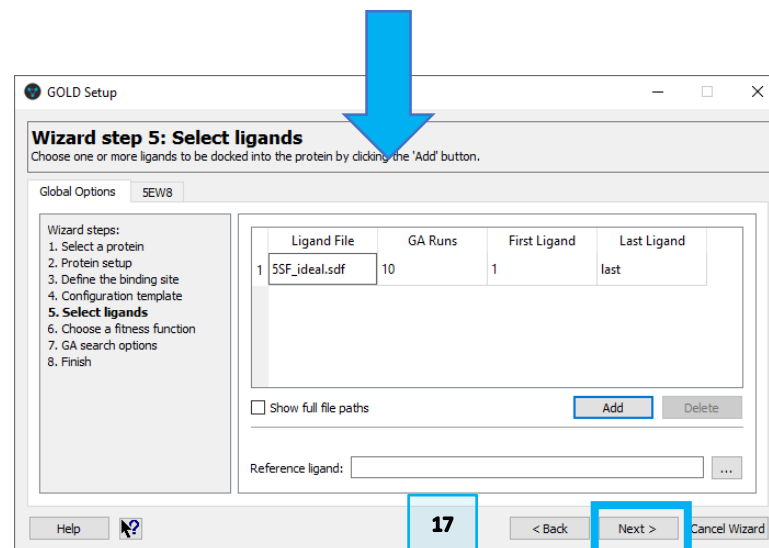 GOLD Setup
Wizard step 5: Select ligands
Choose one or more ligands to be docked into the protein by clicking the 'Add' button.
Global Options 5EW8
Wizard steps:
1. Select a protein
2. Protein setup
3. Define the binding site
4. Configuration template
5. Select ligands
6. Choose a fitness function
7. GA search options
8. Finish
Ligand File GA Runs First Ligand Last Ligand
1 5SF_ideal.sdf 10 1 last
Show full file paths Add Delete
Reference ligand: ...
Help ? 17 < Back Next > Cancel Wizard